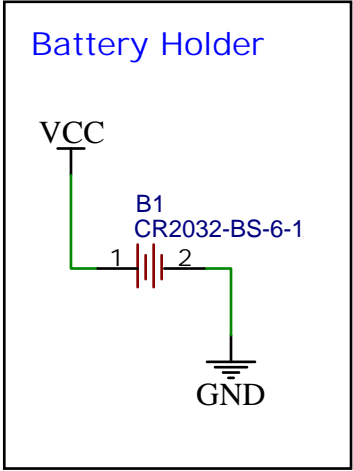 Battery Holder
VCC
B1
CR2032-BS-6-1
1 2
GND